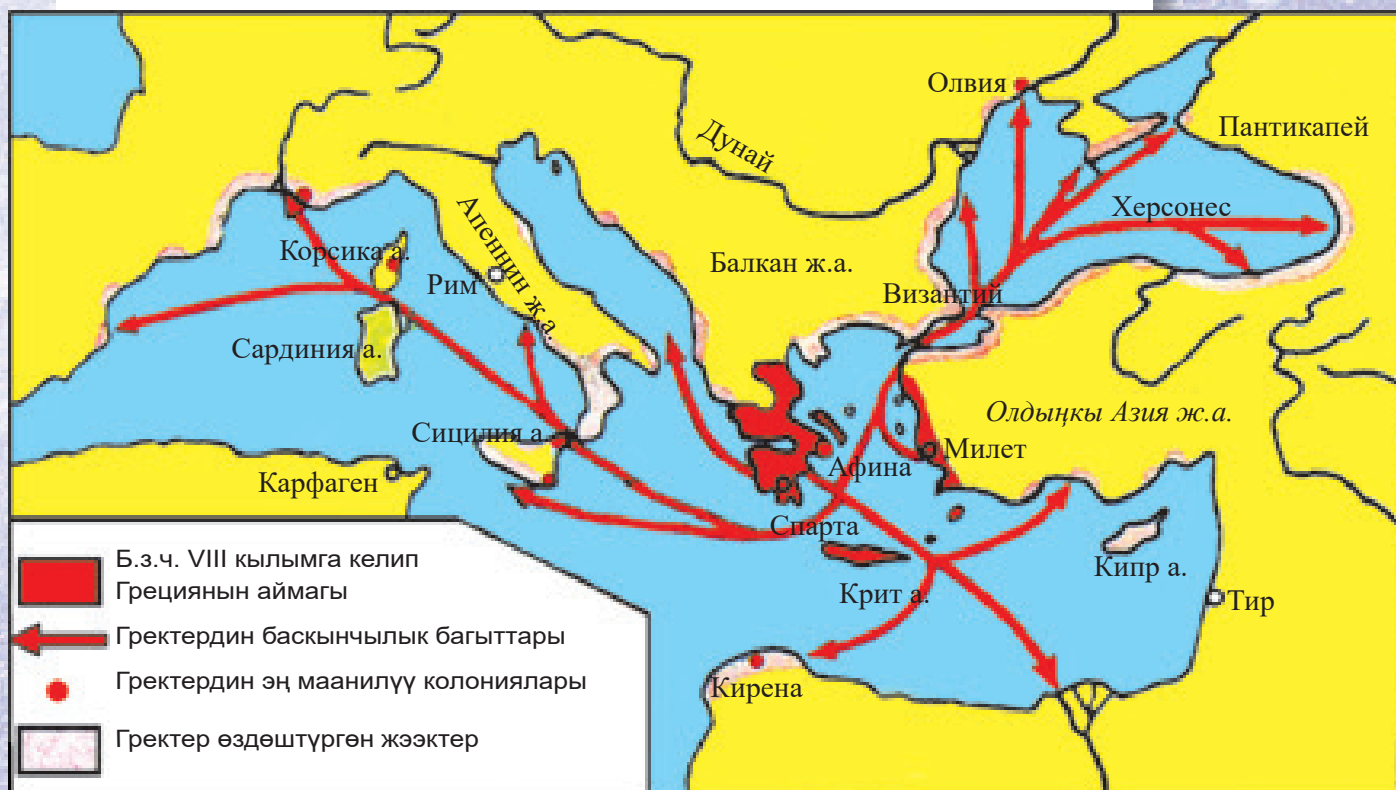 Олвия
Дунай
Пантикапей
Апеннин ж.а.
Херсонес
Корсика а.
Балкан ж.а.
Рим
Византий
Сардиния а.
Олдыңкы Азия ж.а.
Сицилия а.
Милет
Афина
Карфаген
Спарта
Кипр а.
Крит а.
Тир
Кирена
Б.з.ч. VIII кылымга келип
Грециянын аймагы
Гректердин баскынчылык багыттары
Гректердин эң маанилүү колониялары
Гректер өздөштүргөн жээктер